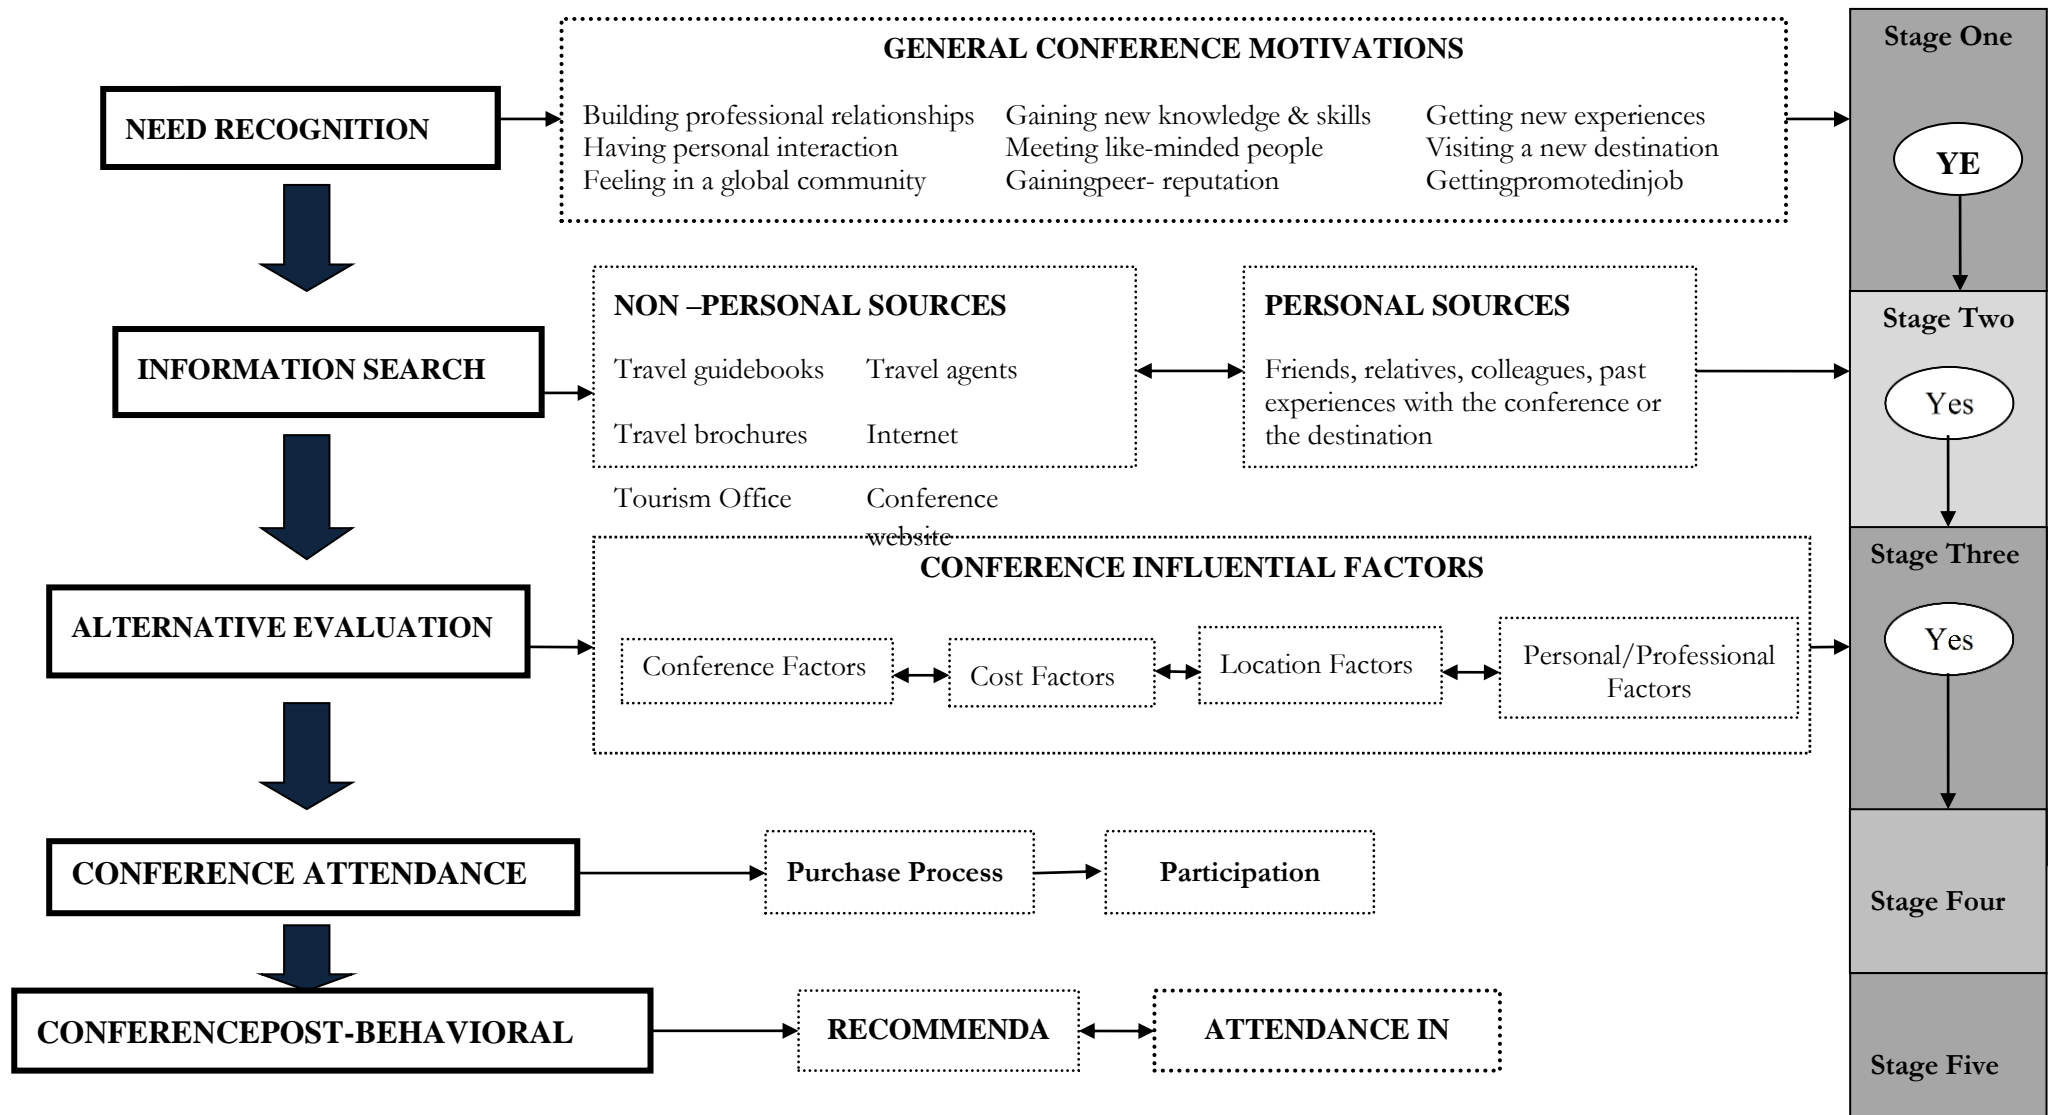 GENERAL CONFERENCE MOTIVATIONS
Stage One
NEED RECOGNITION
Building professional relationships Gaining new knowledge & skills Getting new experiences
Having personal interaction Meeting like-minded people Visiting a new destination
Feeling in a global community Gainingpeer- reputation Gettingpromotedinjob
YE
NON –PERSONAL SOURCES
PERSONAL SOURCES
Stage Two
INFORMATION SEARCH
Travel guidebooks Travel agents
Travel brochures Internet
Tourism Office Conference
website
Friends, relatives, colleagues, past
experiences with the conference or
the destination
Yes
CONFERENCE INFLUENTIAL FACTORS
Stage Three
ALTERNATIVE EVALUATION
Conference Factors
Cost Factors
Location Factors
Personal/Professional
Factors
Yes
CONFERENCE ATTENDANCE
Purchase Process
Participation
Stage Four
CONFERENCEPOST-BEHAVIORAL
RECOMMENDA
ATTENDANCE IN
Stage Five